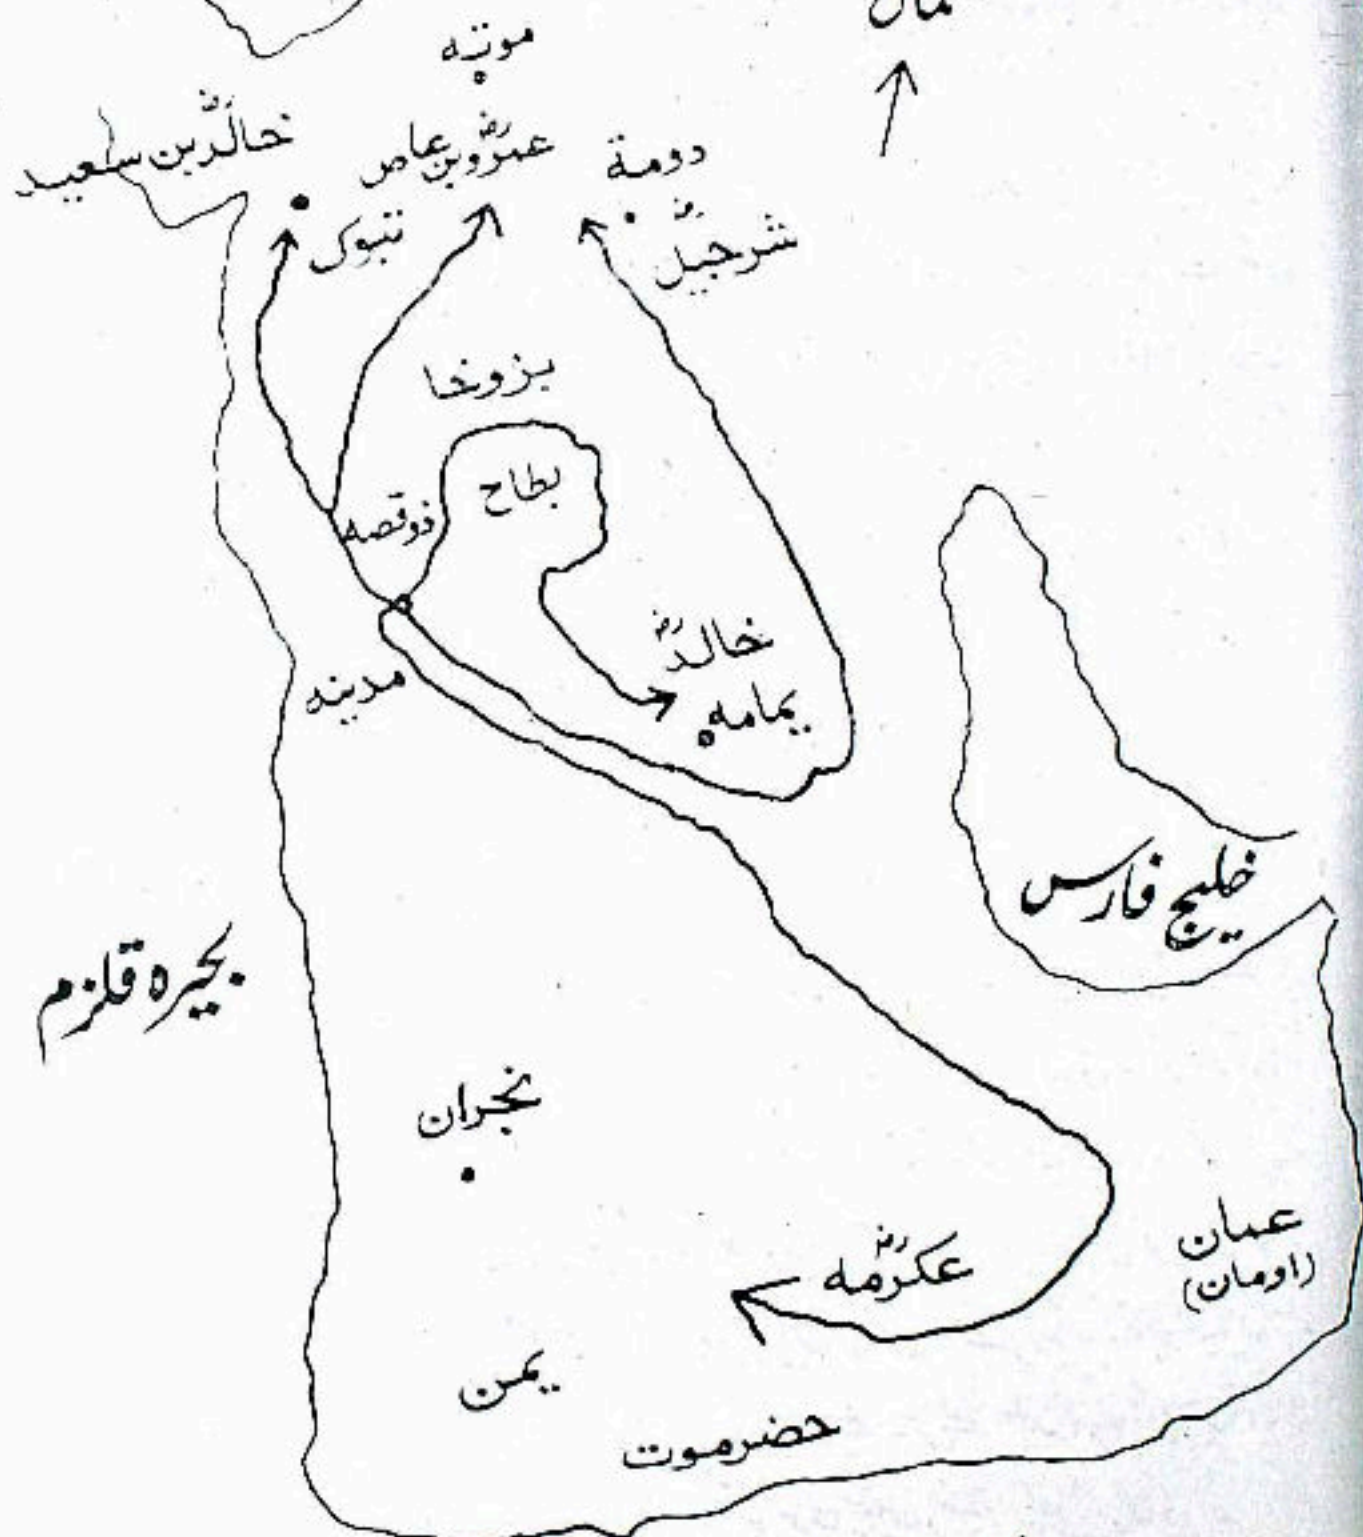 موتہ
خالدؓ بن سعید
عمروؓ بن عاص
دومۃ
تبوک
شرجیلؓ
بزوخا
بطاح
ذوقصہ
خالدؓ
یمامہ
مدینہ
خلیج فارس
بحیرہ قلزم
نجران
عکرمہؓ
عمان
(اومان)
یمن
حضرموت